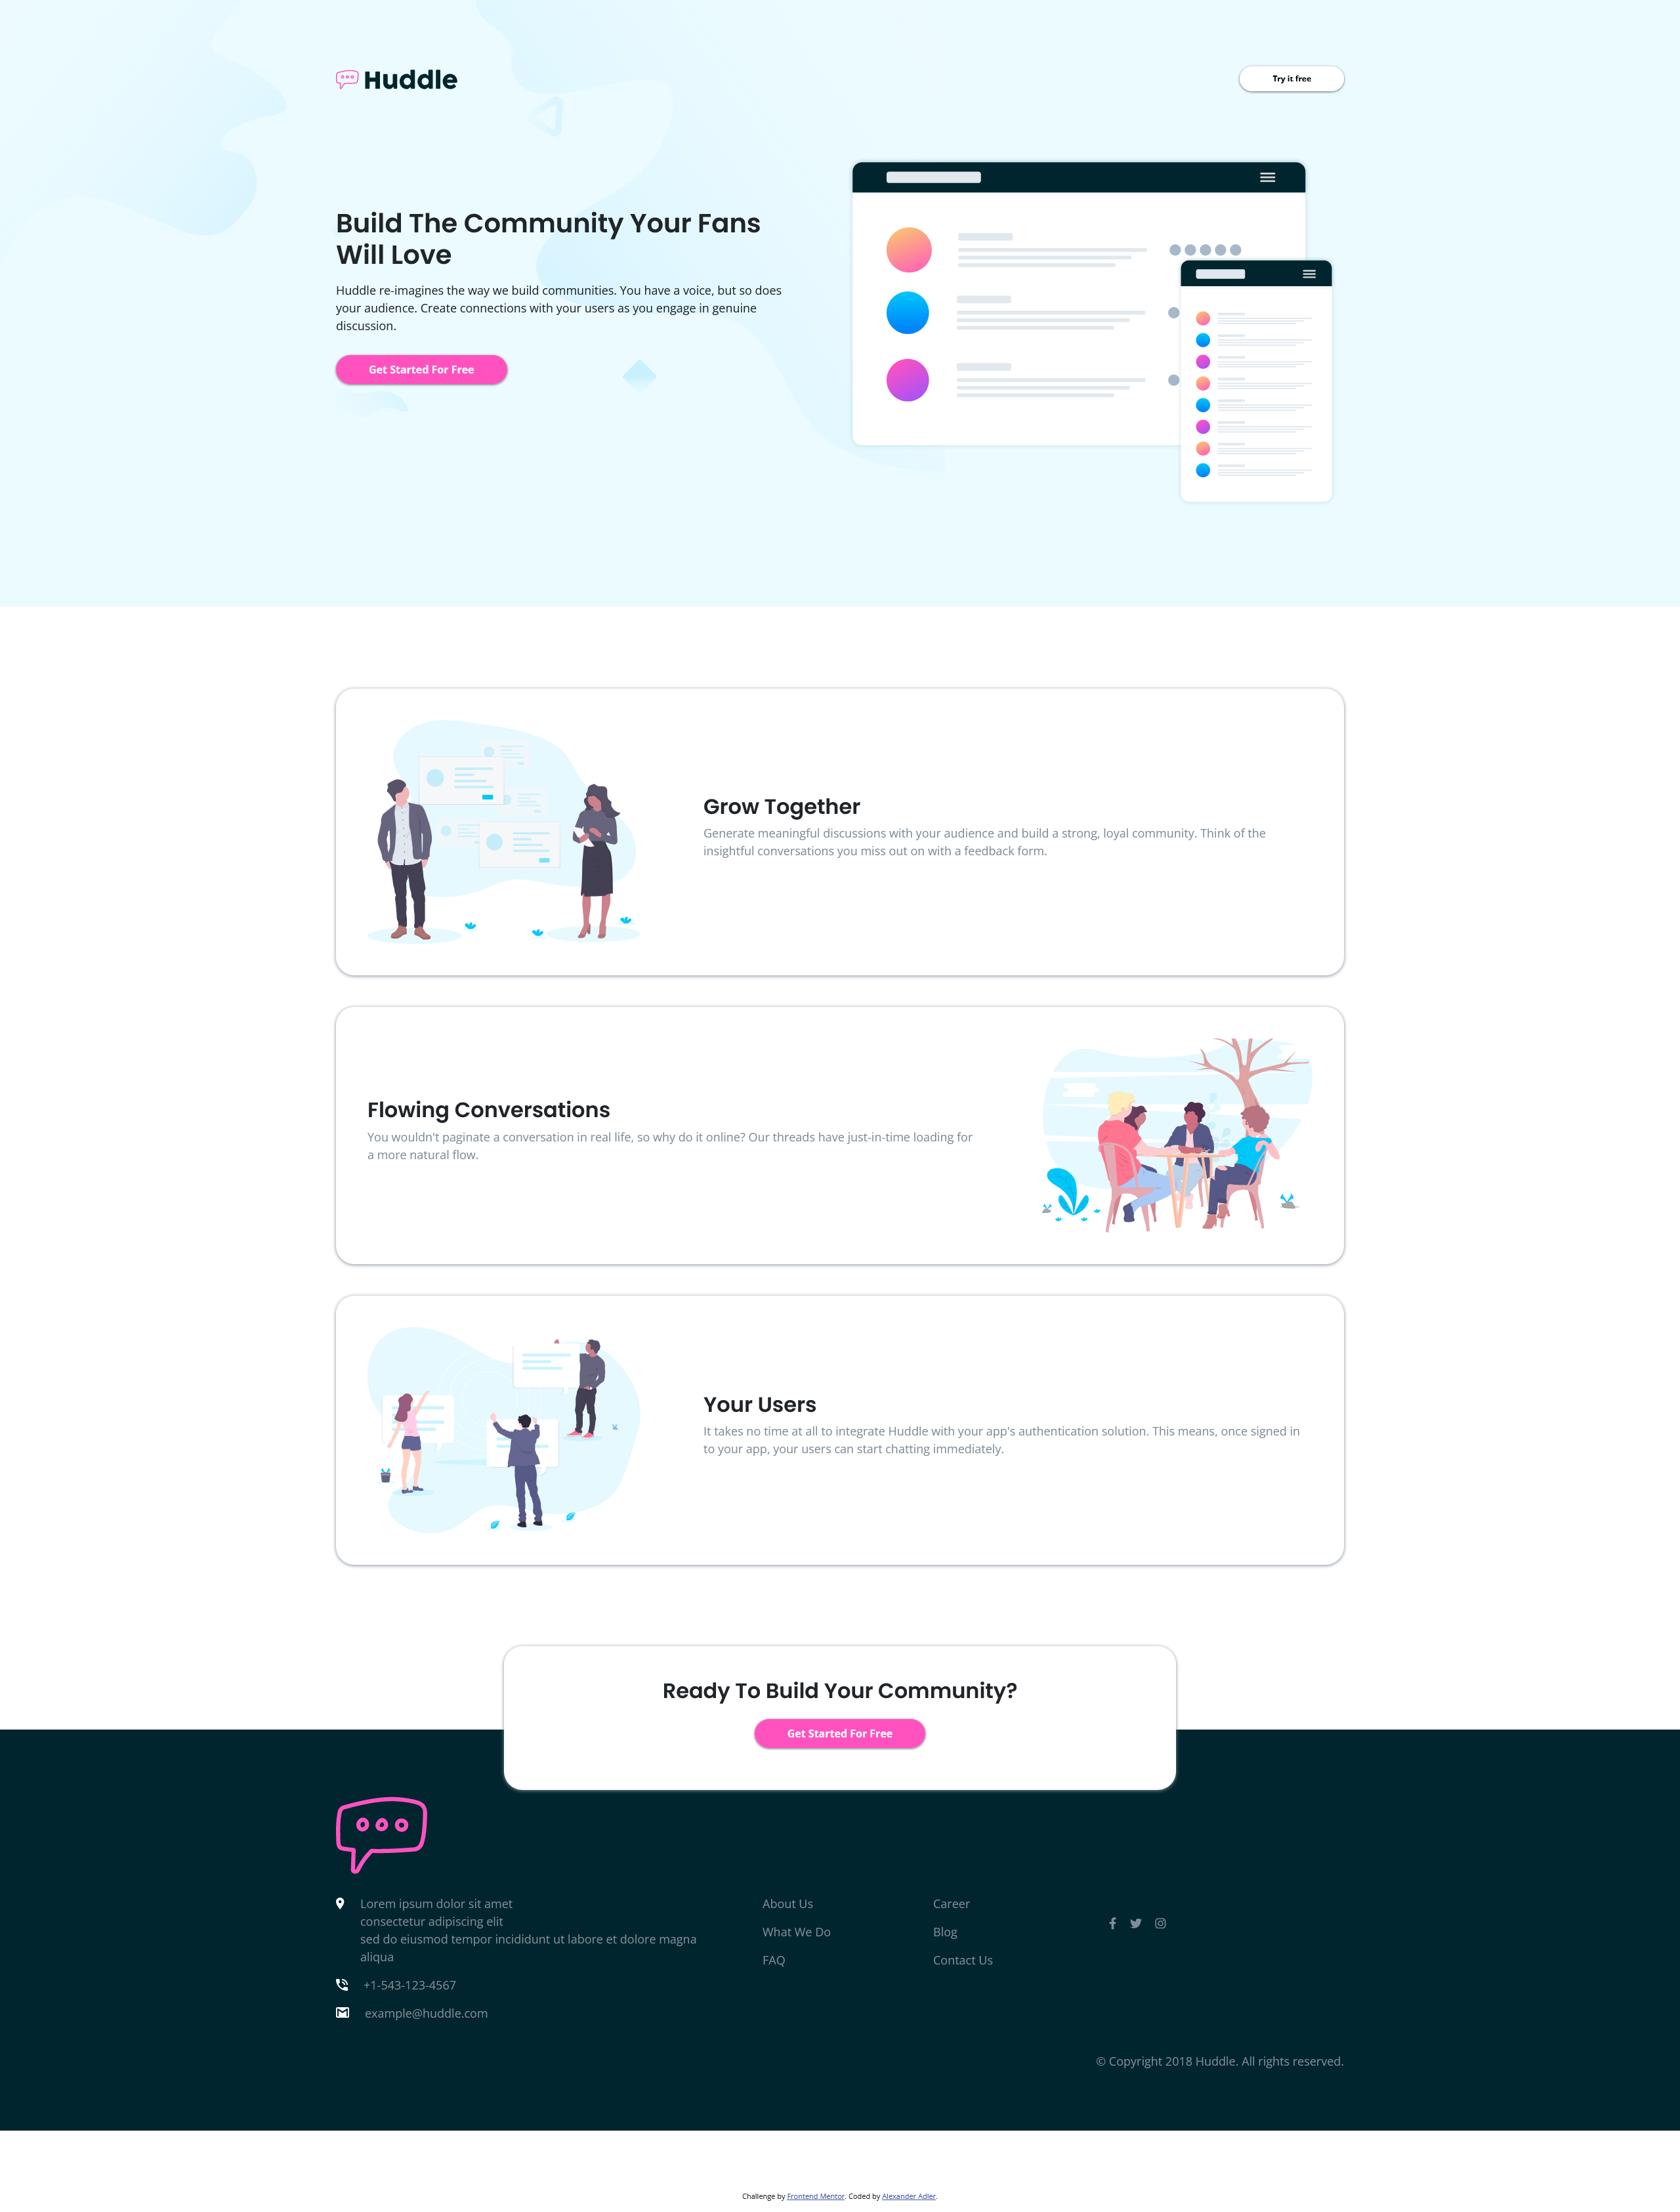 Huddle
Try it free
Build The Community Your Fans
Will Love
Huddle re-imagines the way we build communities. You have a voice, but so does
your audience. Create connections with your users as you engage in genuine
discussion.
Get Started For Free
Grow Together
Generate meaningful discussions with your audience and build a strong, loyal community. Think of the
insightful conversations you miss out on with a feedback form.
Flowing Conversations
You wouldn't paginate a conversation in real life, so why do it online? Our threads have just-in-time loading for
a more natural flow.
Your Users
It takes no time at all to integrate Huddle with your app's authentication solution. This means, once signed in
to your app, your users can start chatting immediately.
Ready To Build Your Community?
Get Started For Free
Lorem ipsum dolor sit amet
consectetur adipiscing elit
sed do eiusmod tempor incididunt ut labore et dolore magna
aliqua
+1-543-123-4567
example@huddle.com
About Us
What We Do
FAQ
Career
Blog
Contact Us
© Copyright 2018 Huddle. All rights reserved.
Challenge by Frontend Mentor. Coded by Alexander Adler.